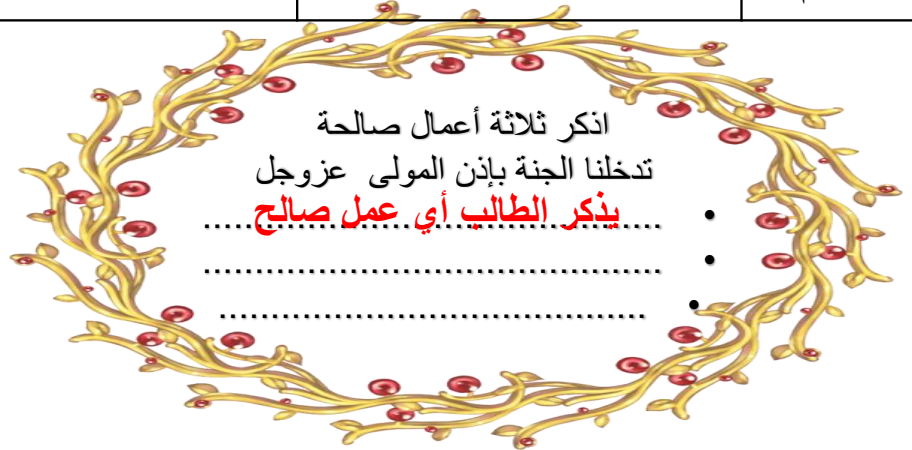 اذكر ثلاثة أعمال صالحة
تدخلنا الجنة بإذن المولى عزوجل
• يذكر الطالب أي عمل صالح
• ............................................
• .........................................